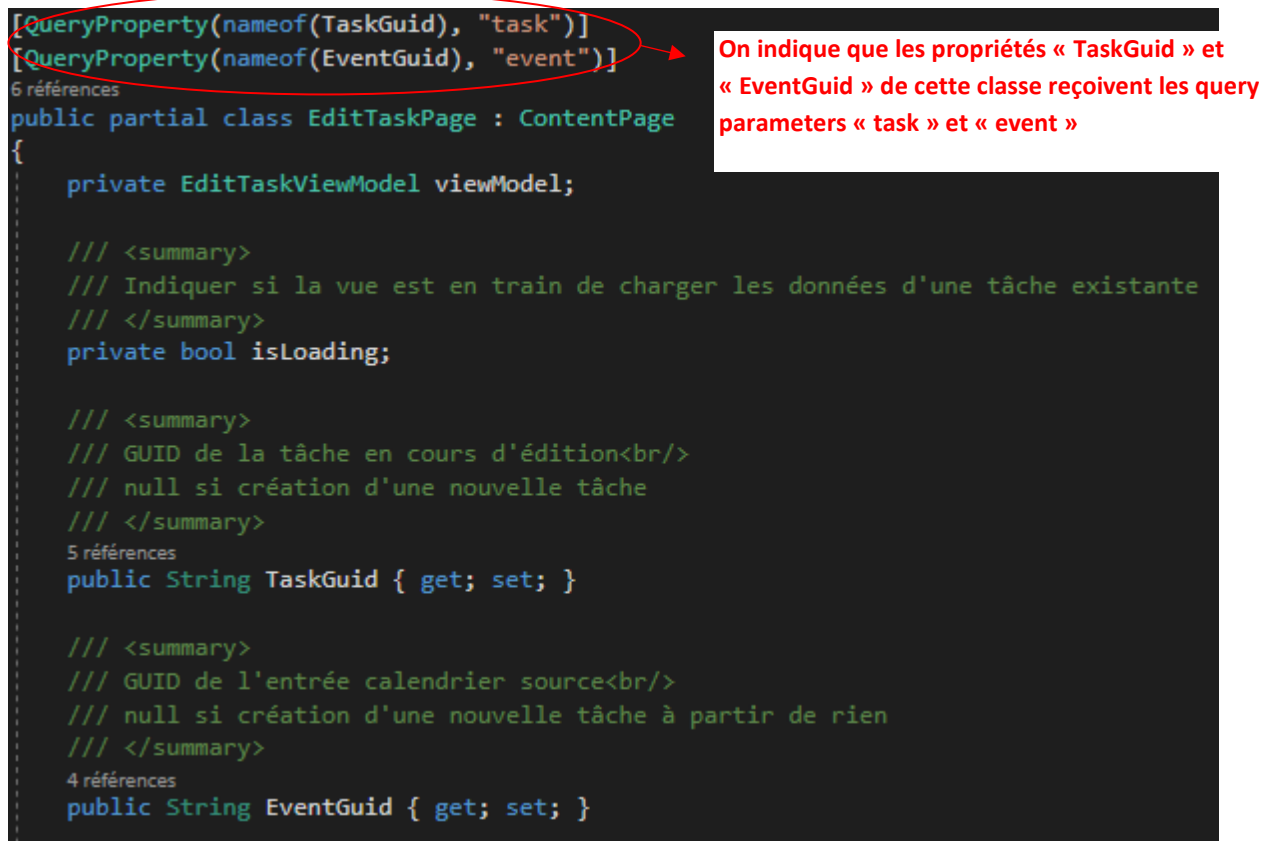 [QueryProperty(nameof(TaskGuid), "task")]
[QueryProperty(nameof(EventGuid), "event")]
6 références
public partial class EditTaskPage : ContentPage
{
On indique que les propriétés « TaskGuid » et
« EventGuid » de cette classe reçoivent les query
parameters « task » et « event »
private EditTaskViewModel viewModel;
/// <summary>
/// Indiquer si la vue est en train de charger les données d'une tâche existante
/// </summary>
private bool isLoading;
/// <summary>
/// GUID de la tâche en cours d'édition<br/>
/// null si création d'une nouvelle tâche
/// </summary>
5 références
public String TaskGuid { get; set; }
/// <summary>
/// GUID de l'entrée calendrier source<br/>
/// null si création d'une nouvelle tâche à partir de rien
/// </summary>
4 références
public String EventGuid { get; set; }